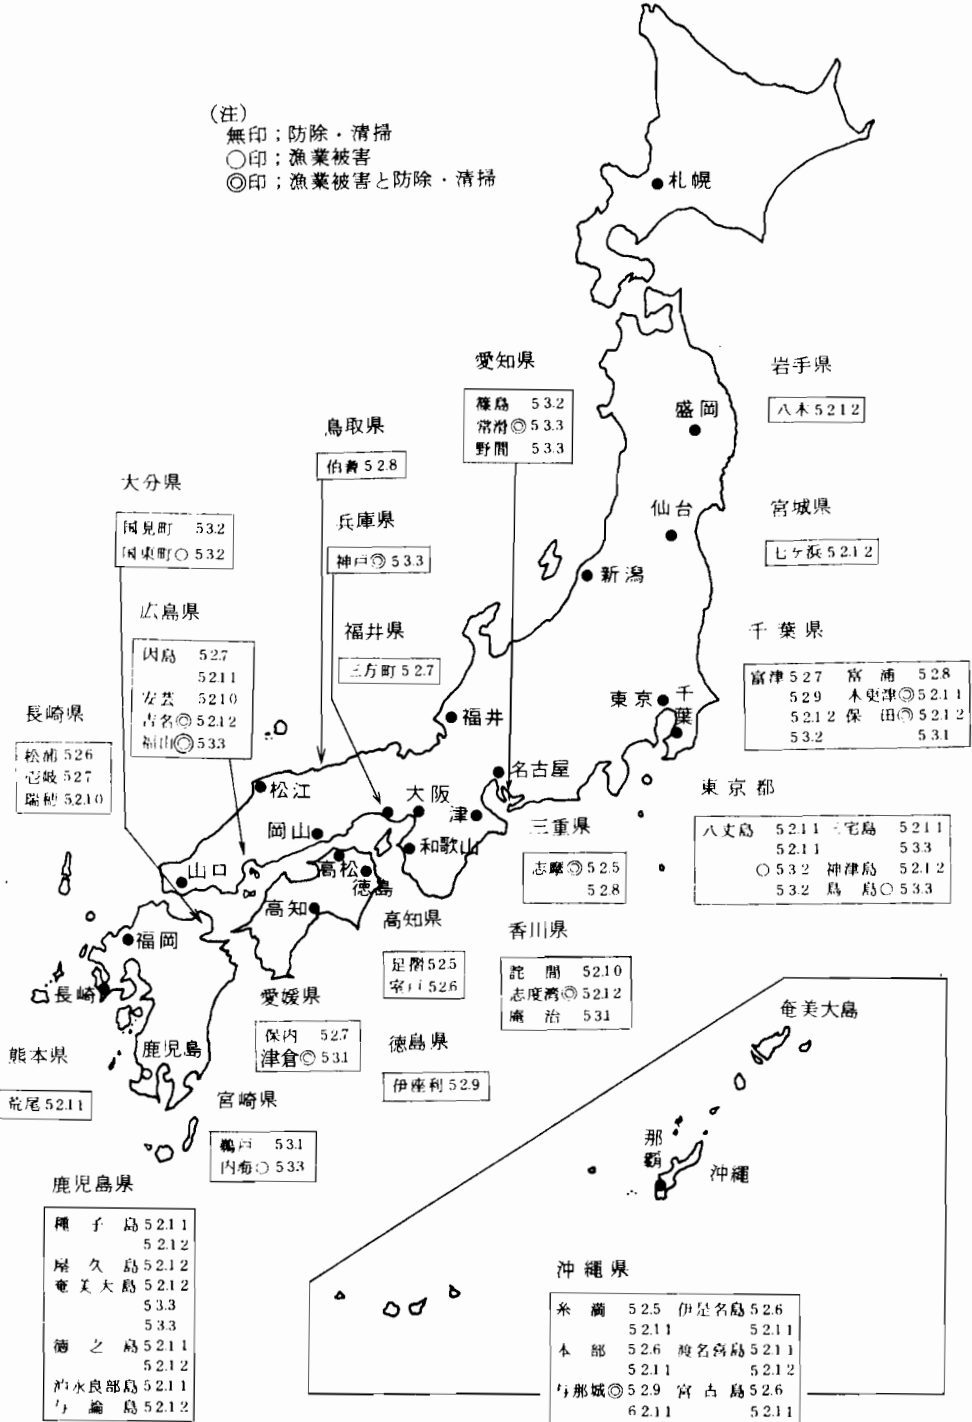 (注)
無印；防除・清掃
○印；漁業被害
◎印；漁業被害と防除・清掃
札幌
愛知県
篠島 53.2
常滑◎53.3
野間 53.3
岩手県
八木 52.12
盛岡
鳥取県
伯耆 52.8
大分県
国見町 53.2
国東町○53.2
兵庫県
神戸◎53.3
仙台
宮城県
七ヶ浜 52.12
新潟
広島県
因島 52.7
52.11
安芸 52.10
吉名◎52.12
福山◎53.3
福井県
三方町 52.7
千葉県
富津 52.7 富浦 52.8
52.9 木更津◎52.11
52.12 保田◎52.12
53.2 53.1
東京
千葉
福井
長崎県
松浦 52.6
壱岐 52.7
瑞穂 52.10
名古屋
松江
大阪
津
岡山
和歌山
東京都
八丈島 52.11 三宅島 52.11
52.11 53.3
○53.2 神津島 52.12
53.2 鳥島○53.3
三重県
志摩◎52.5
52.8
山口
高松
徳島
高知
福岡
高知県
足摺 52.5
室戸 52.6
香川県
詫間 52.10
志度湾◎52.12
庵治 53.1
長崎
愛媛県
保内 52.7
津倉◎53.1
徳島県
伊座利 52.9
奄美大島
熊本県
荒尾 52.11
鹿児島
宮崎県
鵜戸 53.1
内海○53.3
那覇
沖縄
鹿児島県
種子島 52.11
52.12
屋久島 52.12
奄美大島 52.12
53.3
53.3
徳之島 52.11
52.12
沖永良部島 52.11
与論島 52.12
沖縄県
糸満 52.5 伊是名島 52.6
52.11 52.11
本部 52.6 渡名喜島 52.11
52.11 52.12
与那城◎52.9 宮古島 52.6
62.11 52.11